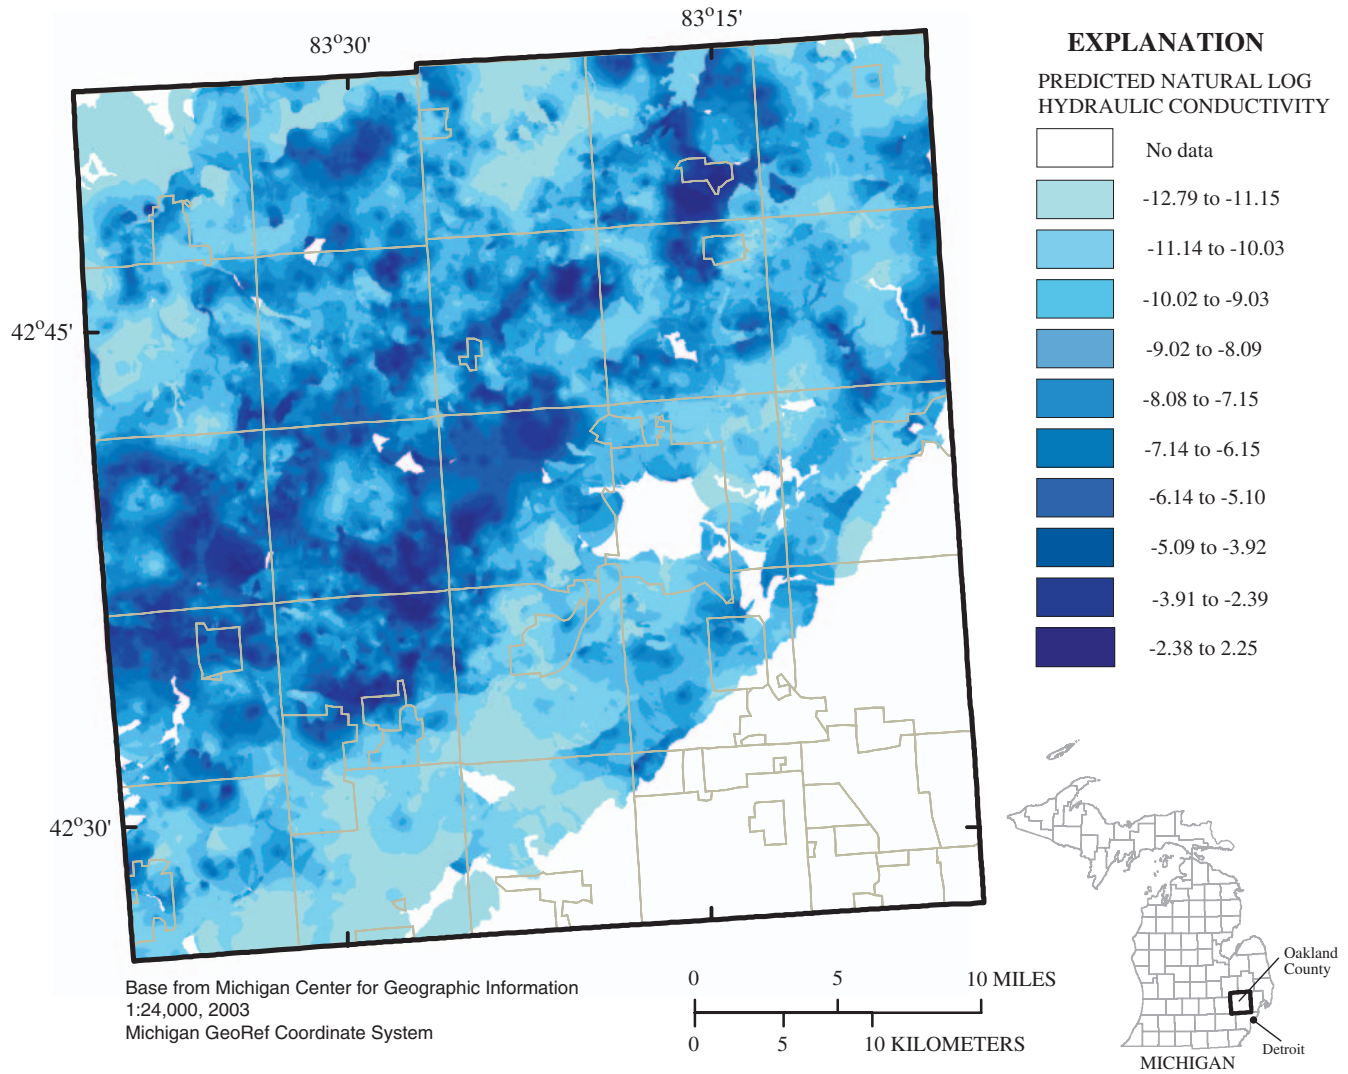 83°30'
83°15'
42°45'
42°30'
EXPLANATION
PREDICTED NATURAL LOG
HYDRAULIC CONDUCTIVITY
No data
-12.79 to -11.15
-11.14 to -10.03
-10.02 to -9.03
-9.02 to -8.09
-8.08 to -7.15
-7.14 to -6.15
-6.14 to -5.10
-5.09 to -3.92
-3.91 to -2.39
-2.38 to 2.25
Base from Michigan Center for Geographic Information
1:24,000, 2003
Michigan GeoRef Coordinate System
0 5 10 MILES
0 5 10 KILOMETERS
Oakland
County
Detroit
MICHIGAN